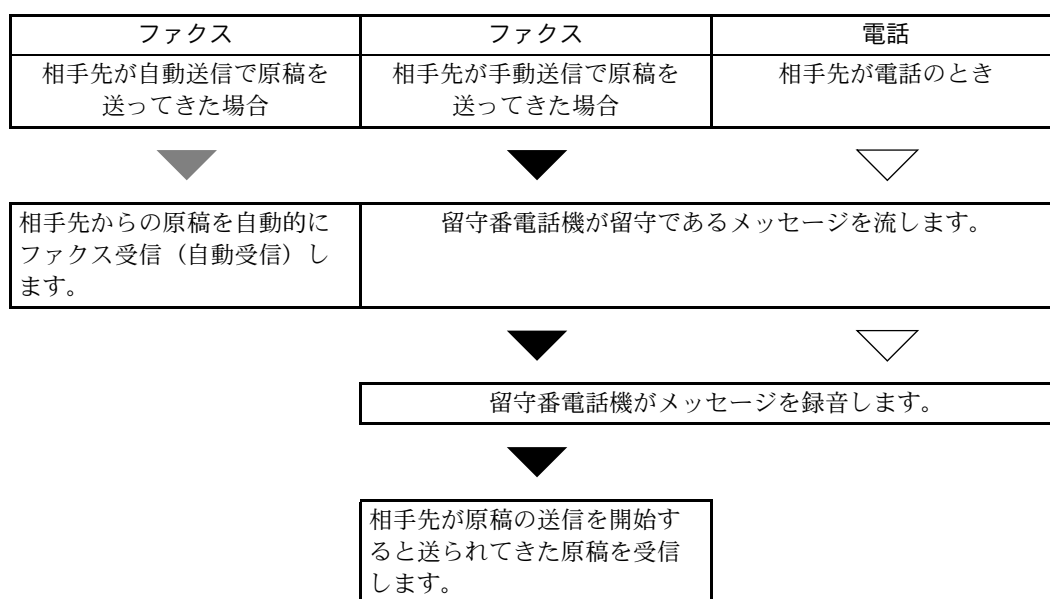 ファクス
ファクス
電話
相手先が自動送信で原稿を
送ってきた場合
相手先が手動送信で原稿を
送ってきた場合
相手先が電話のとき
相手先からの原稿を自動的に
ファクス受信（自動受信）し
ます。
留守番電話機が留守であるメッセージを流します。
留守番電話機がメッセージを録音します。
相手先が原稿の送信を開始す
ると送られてきた原稿を受信
します。